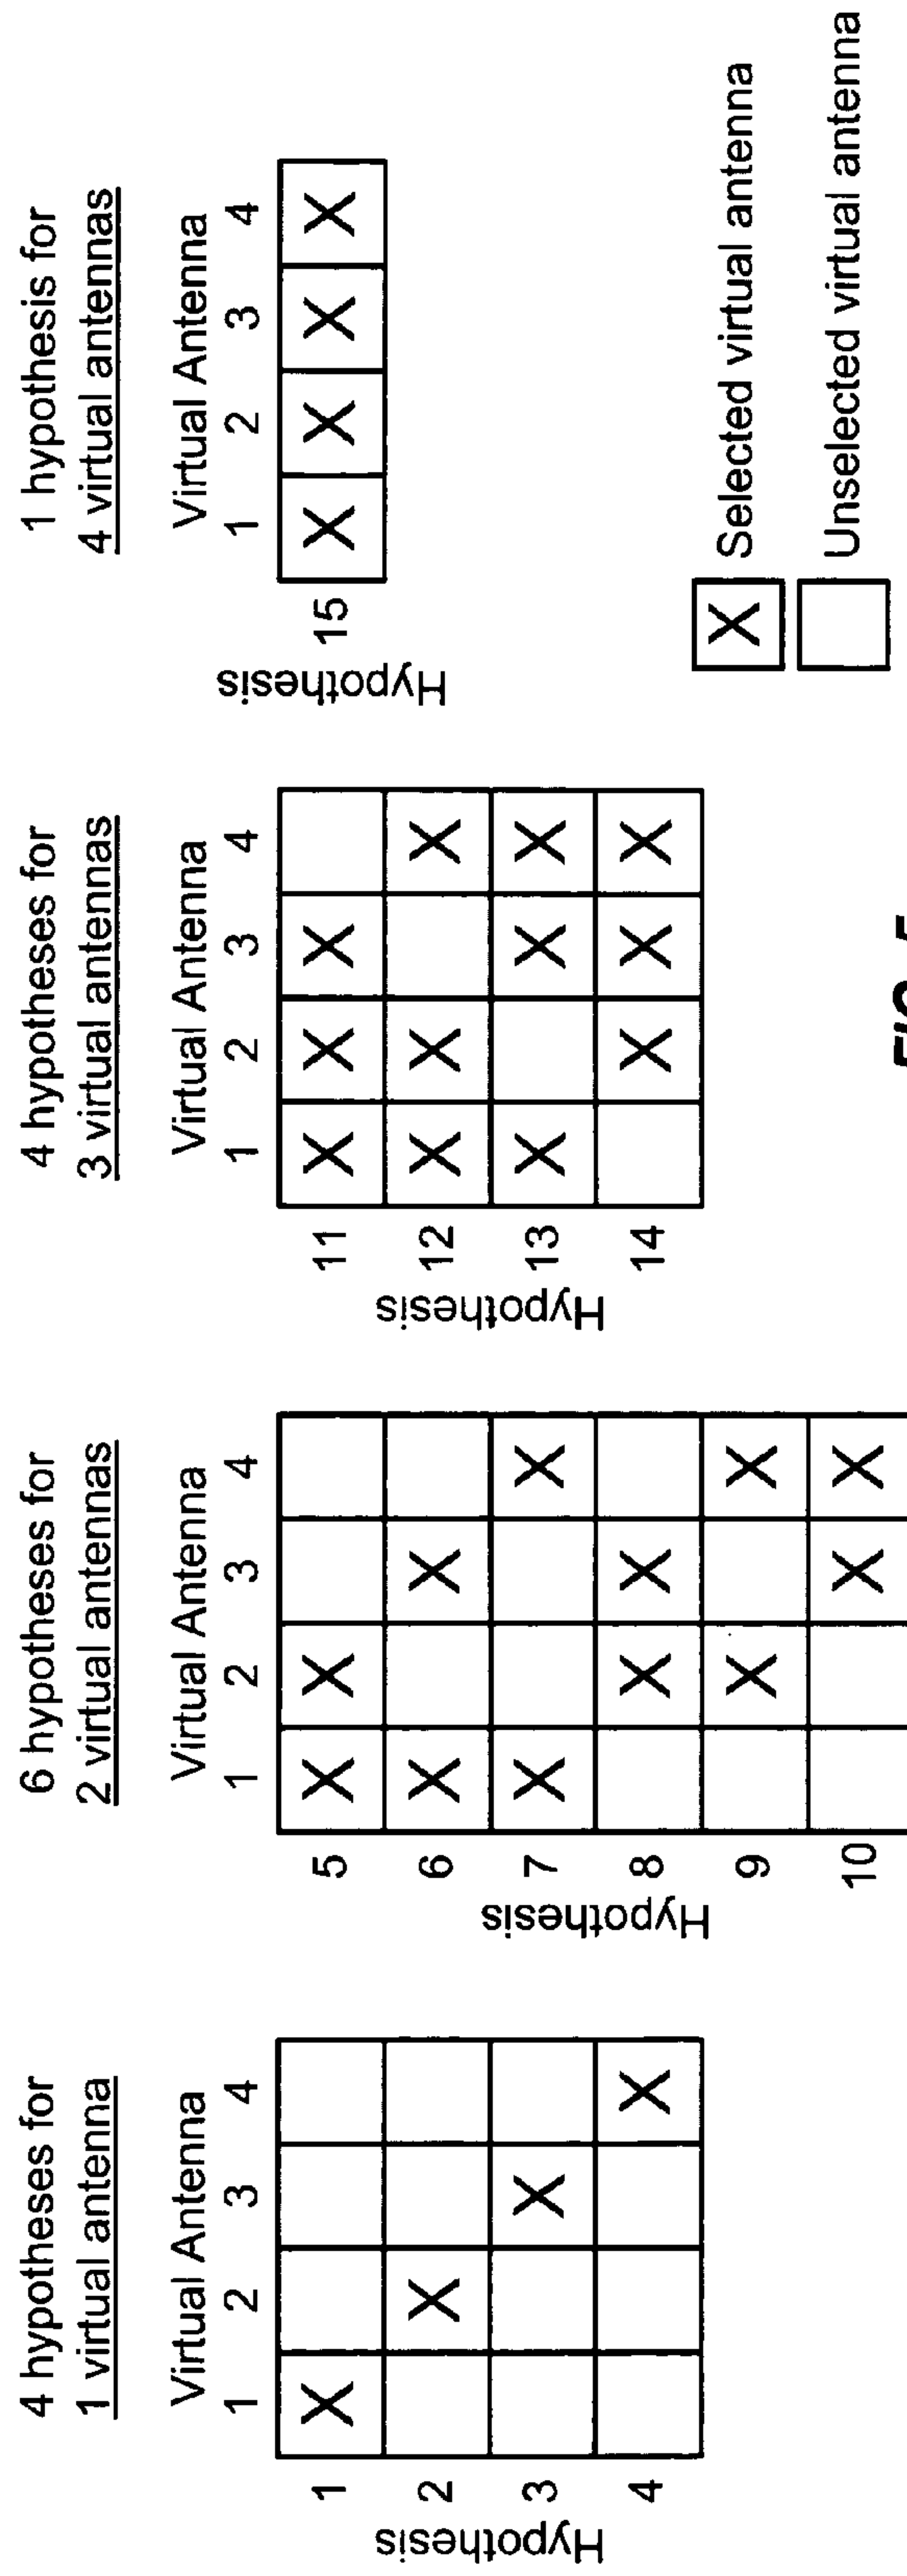 4 hypotheses for
1 virtual antenna
Virtual Antenna
1 2 3 4
Hypothesis
1 X
2 X
3 X
4 X
6 hypotheses for
2 virtual antennas
Virtual Antenna
1 2 3 4
Hypothesis
5 X X
6 X X
7 X X
8 X X
9 X X
10 X X
4 hypotheses for
3 virtual antennas
Virtual Antenna
1 2 3 4
Hypothesis
11 X X X
12 X X X
13 X X X
14 X X X
1 hypothesis for
4 virtual antennas
Virtual Antenna
1 2 3 4
Hypothesis
15 X X X X
X Selected virtual antenna
Unselected virtual antenna
FIG.